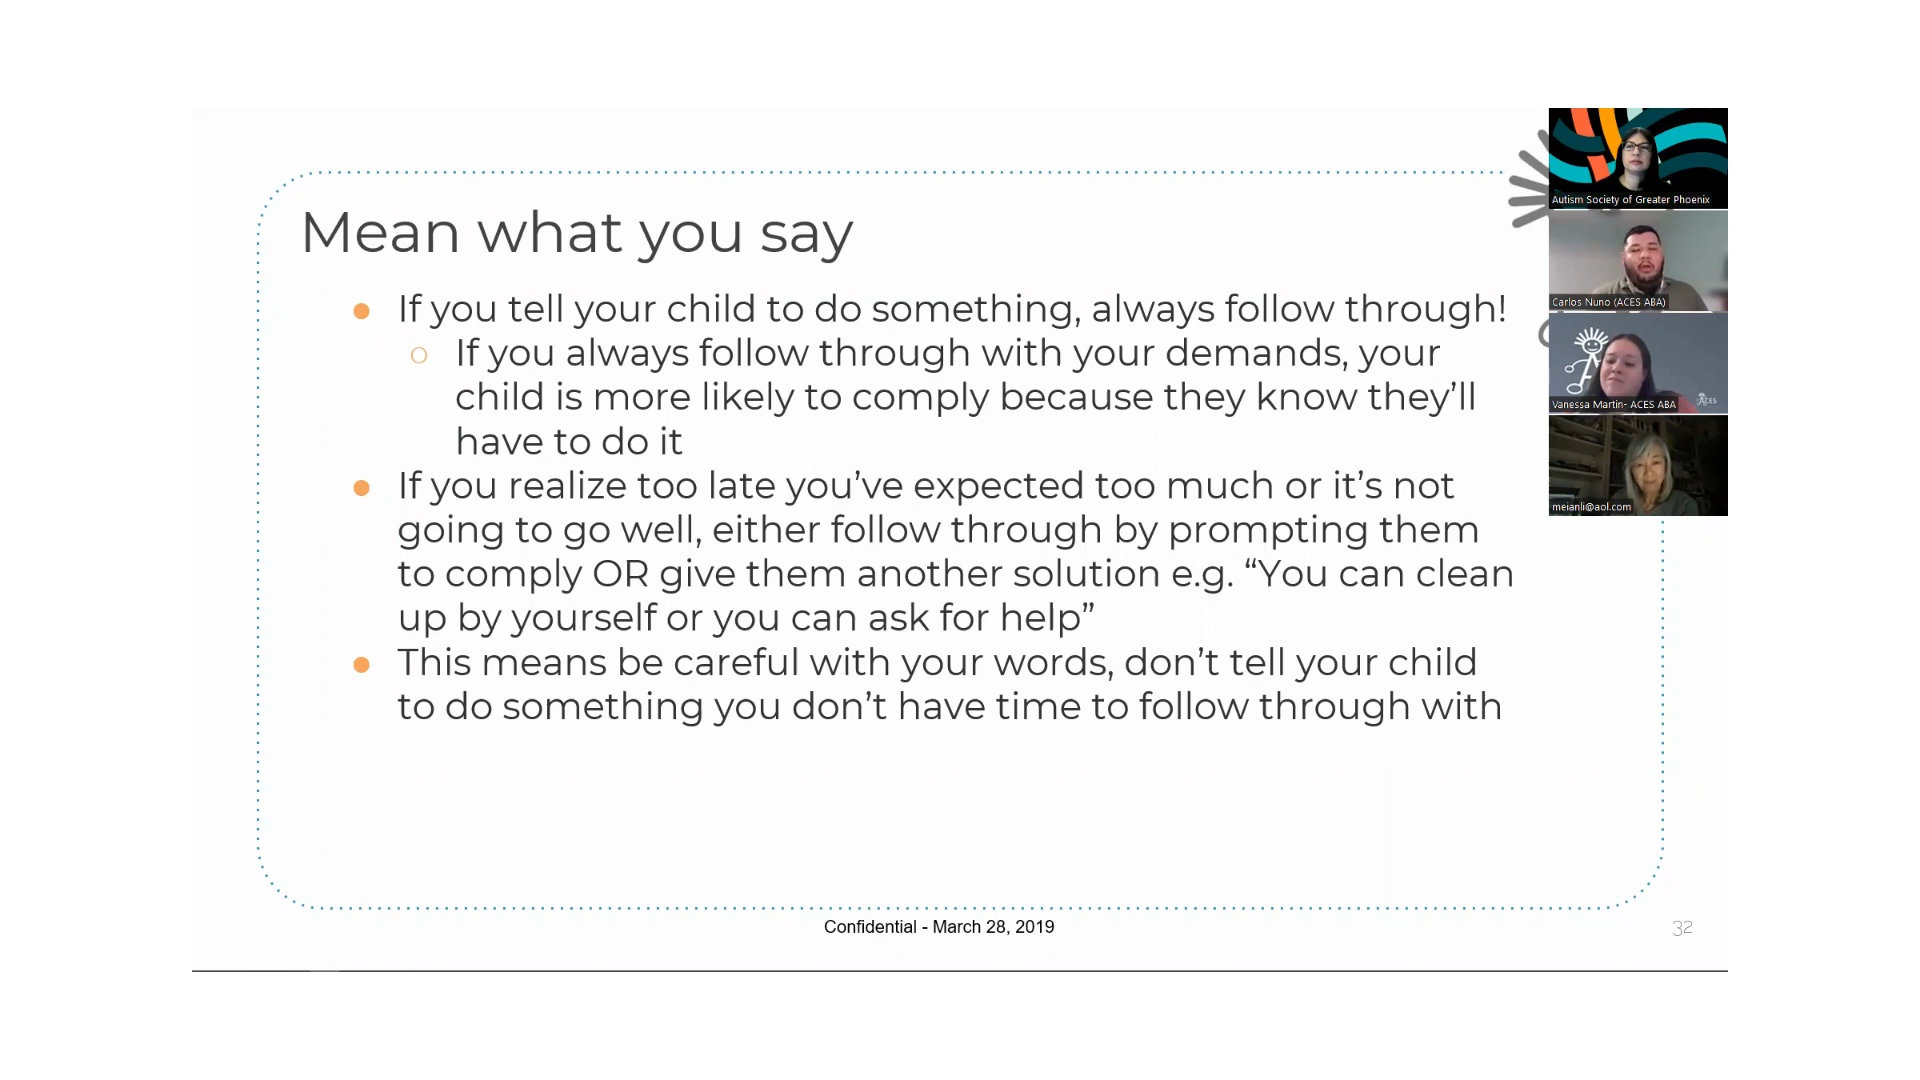 Mean what you say
● If you tell your child to do something, always follow through!
○ If you always follow through with your demands, your
child is more likely to comply because they know they’ll
have to do it
● If you realize too late you’ve expected too much or it’s not
going to go well, either follow through by prompting them
to comply OR give them another solution e.g. “You can clean
up by yourself or you can ask for help”
● This means be careful with your words, don’t tell your child
to do something you don’t have time to follow through with
Confidential - March 28, 2019
32
Autism Society of Greater Phoenix
Carlos Nuno (ACES ABA)
Vanessa Martin- ACES ABA
ACES
meianli@aol.com